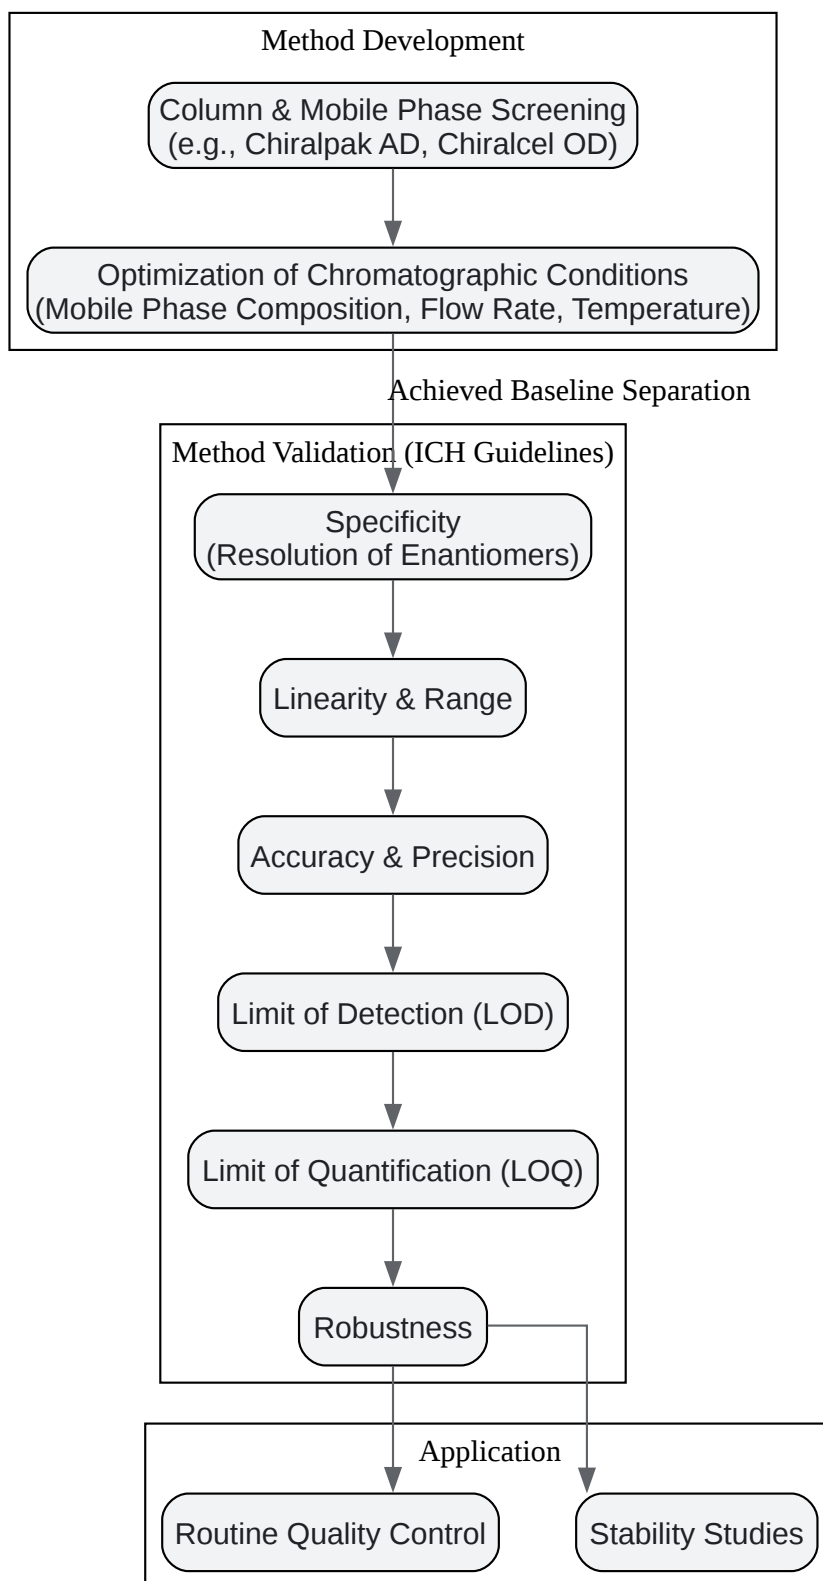 Method Development
Column & Mobile Phase Screening
(e.g., Chiralpak AD, Chiralcel OD)
Optimization of Chromatographic Conditions
(Mobile Phase Composition, Flow Rate, Temperature)
Achieved Baseline Separation
Method Validation (ICH Guidelines)
Specificity
(Resolution of Enantiomers)
Linearity & Range
Accuracy & Precision
Limit of Detection (LOD)
Limit of Quantification (LOQ)
Robustness
Application
Routine Quality Control
Stability Studies